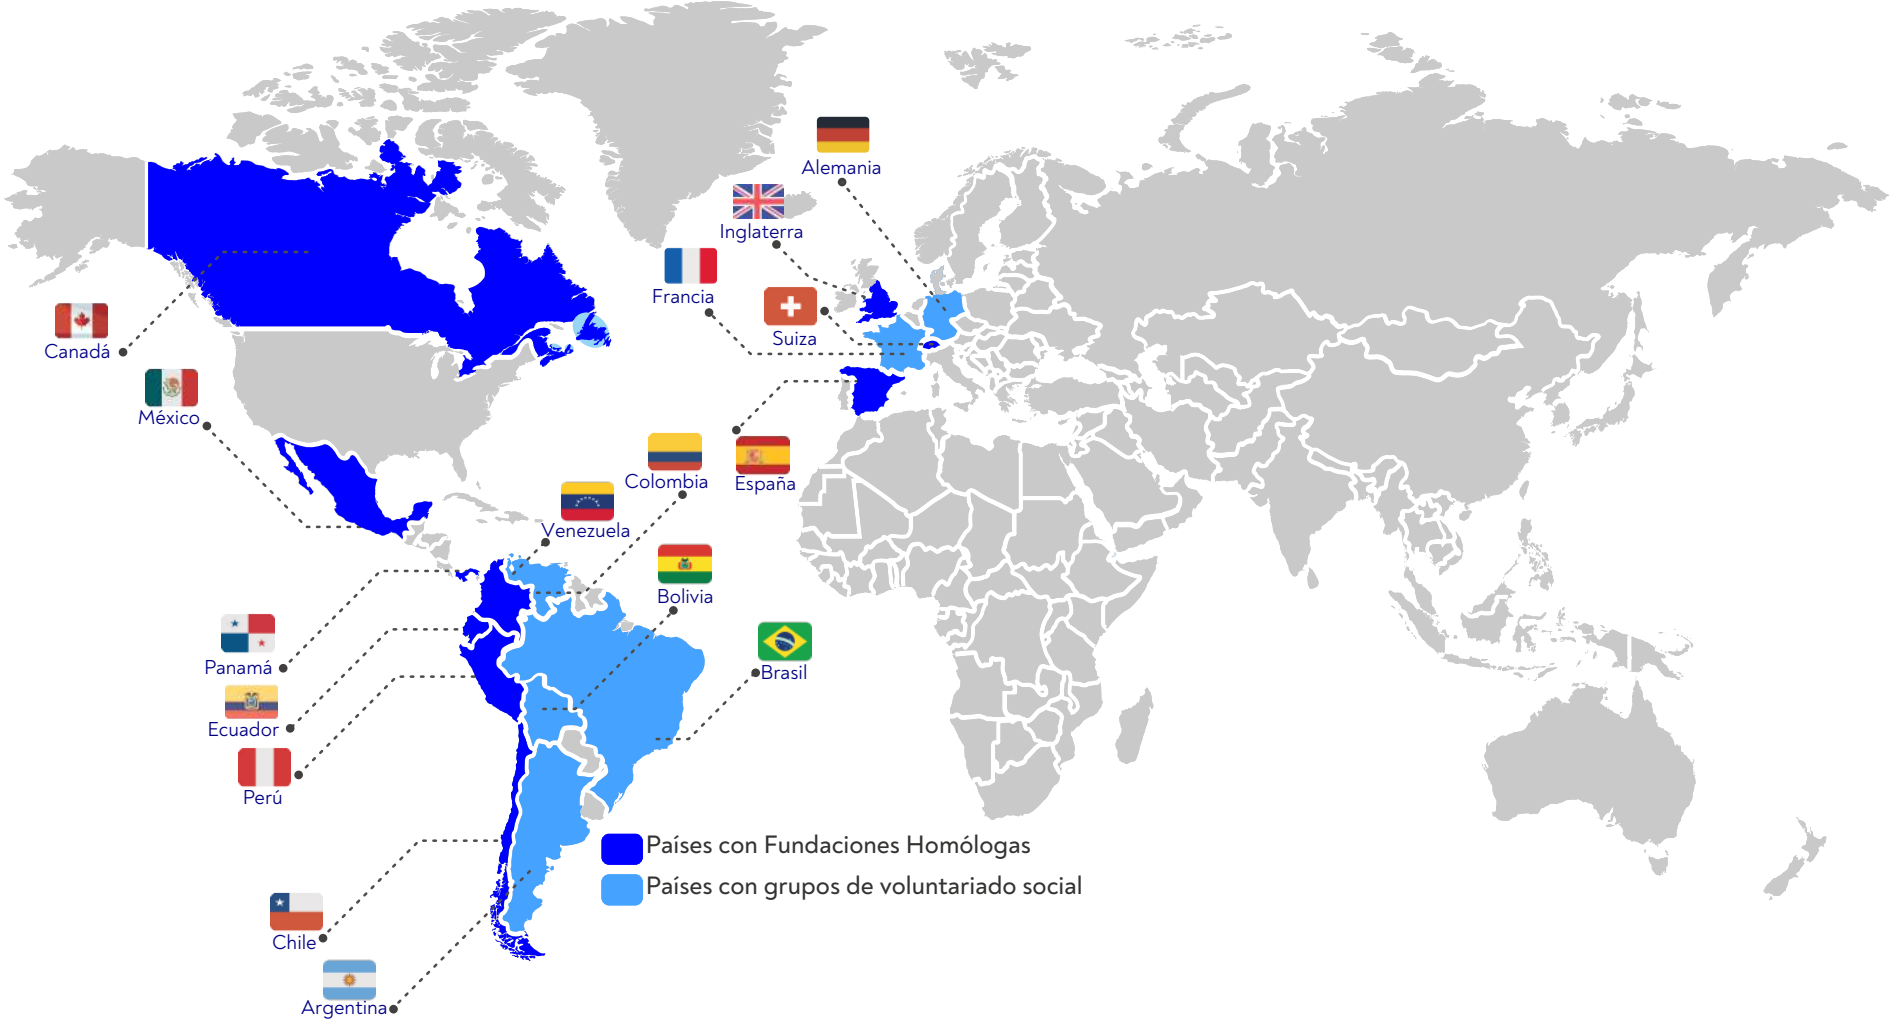 Alemania
Inglaterra
Francia
Suiza
Canadá
México
Colombia
España
Venezuela
Bolivia
Panamá
Brasil
Ecuador
Perú
Países con Fundaciones Homólogas
Países con grupos de voluntariado social
Chile
Argentina